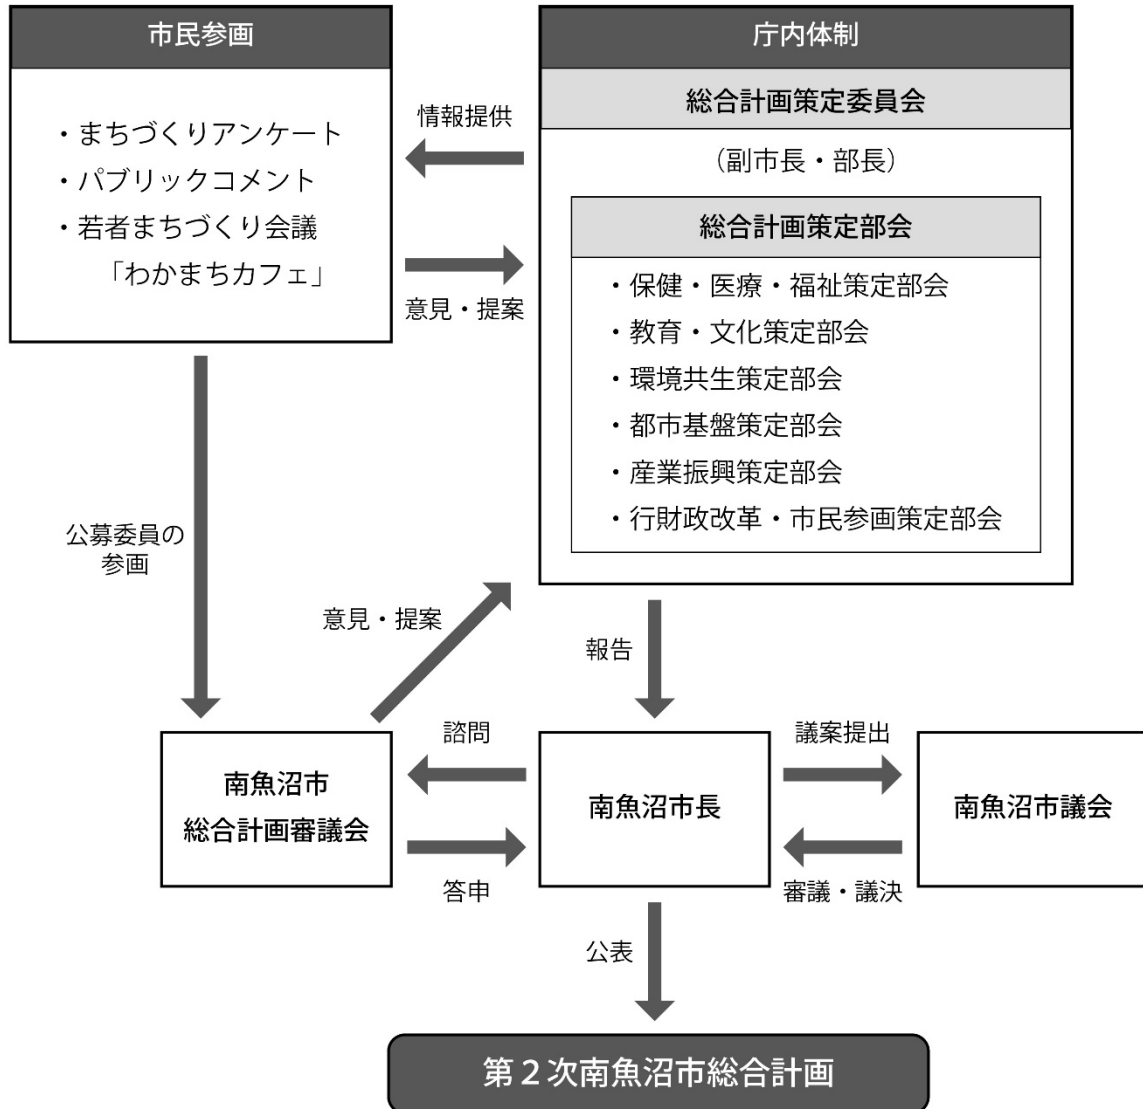 市民参画
・まちづくりアンケート
・パブリックコメント
・若者まちづくり会議
「わかまちカフェ」
情報提供
意見・提案
庁内体制
総合計画策定委員会
（副市長・部長）
総合計画策定部会
・保健・医療・福祉策定部会
・教育・文化策定部会
・環境共生策定部会
・都市基盤策定部会
・産業振興策定部会
・行財政改革・市民参画策定部会
公募委員の
参画
意見・提案
報告
南魚沼市
総合計画審議会
諮問
答申
南魚沼市長
議案提出
審議・議決
南魚沼市議会
公表
第２次南魚沼市総合計画